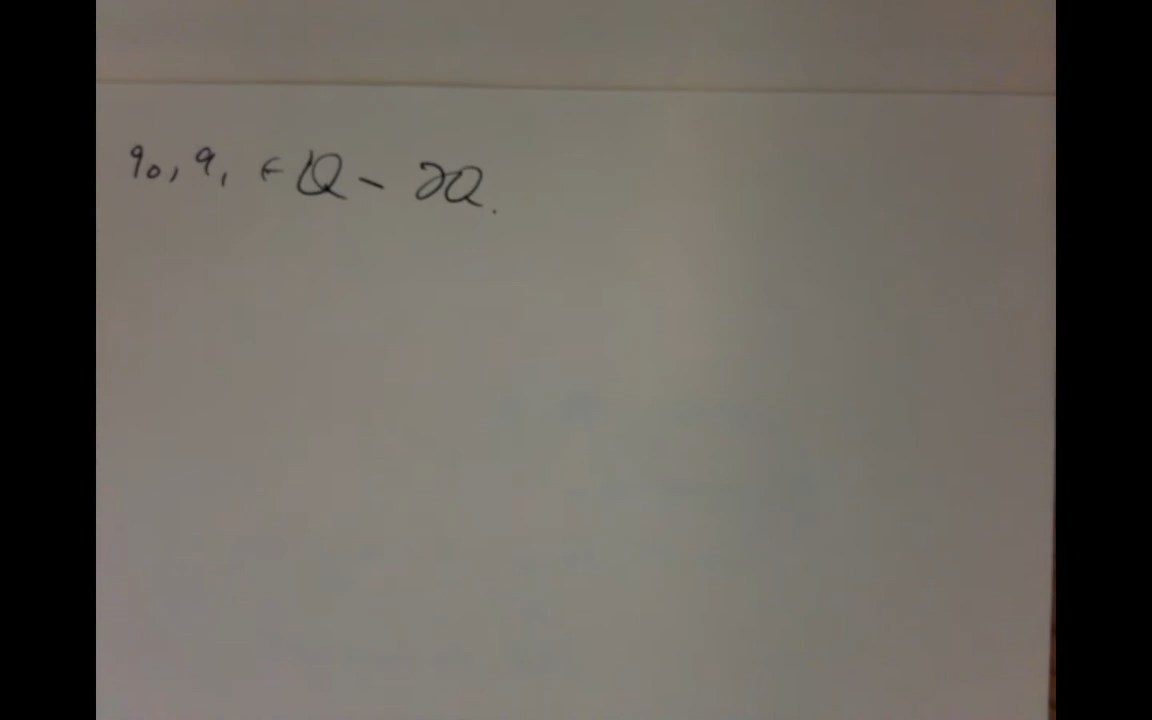 q₀, q₁ ∈ Q - ∂Q.